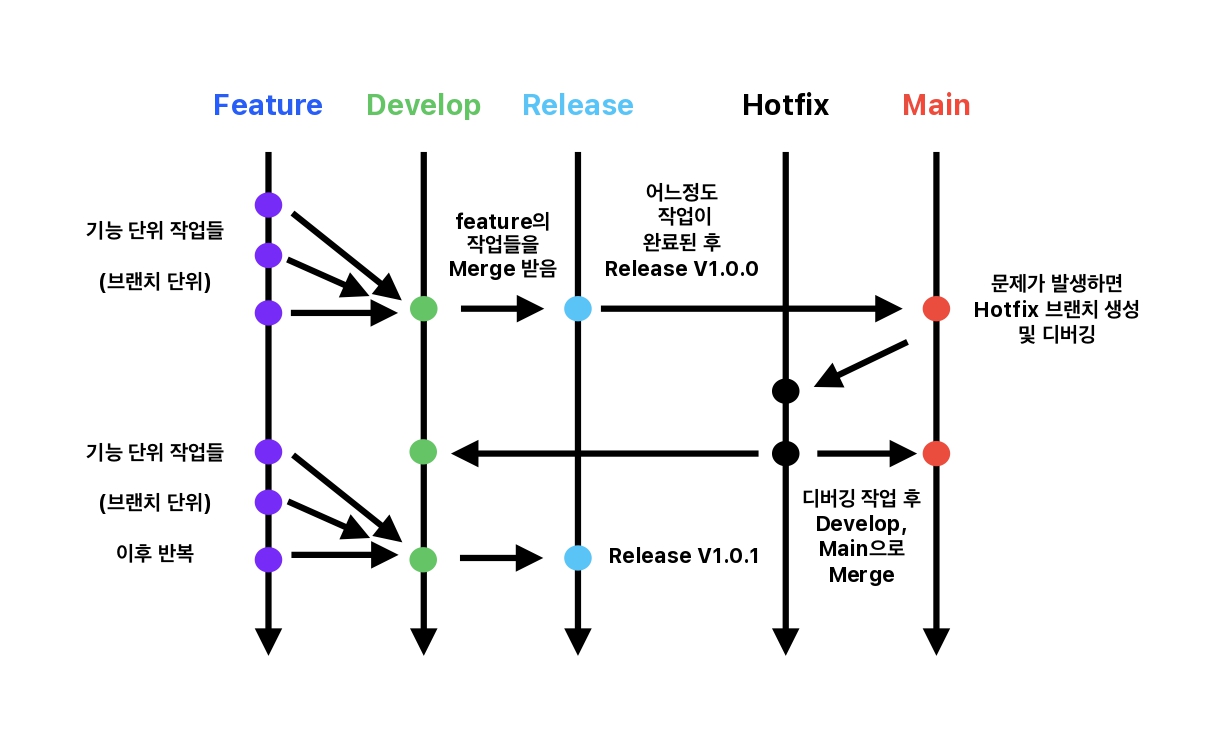 Feature
Develop
Release
Hotfix
Main
기능 단위 작업들
(브랜치 단위)
feature의
작업들을
Merge 받음
어느정도
작업이
완료된 후
Release V1.0.0
문제가 발생하면
Hotfix 브랜치 생성
및 디버깅
기능 단위 작업들
(브랜치 단위)
이후 반복
Release V1.0.1
디버깅 작업 후
Develop,
Main으로
Merge